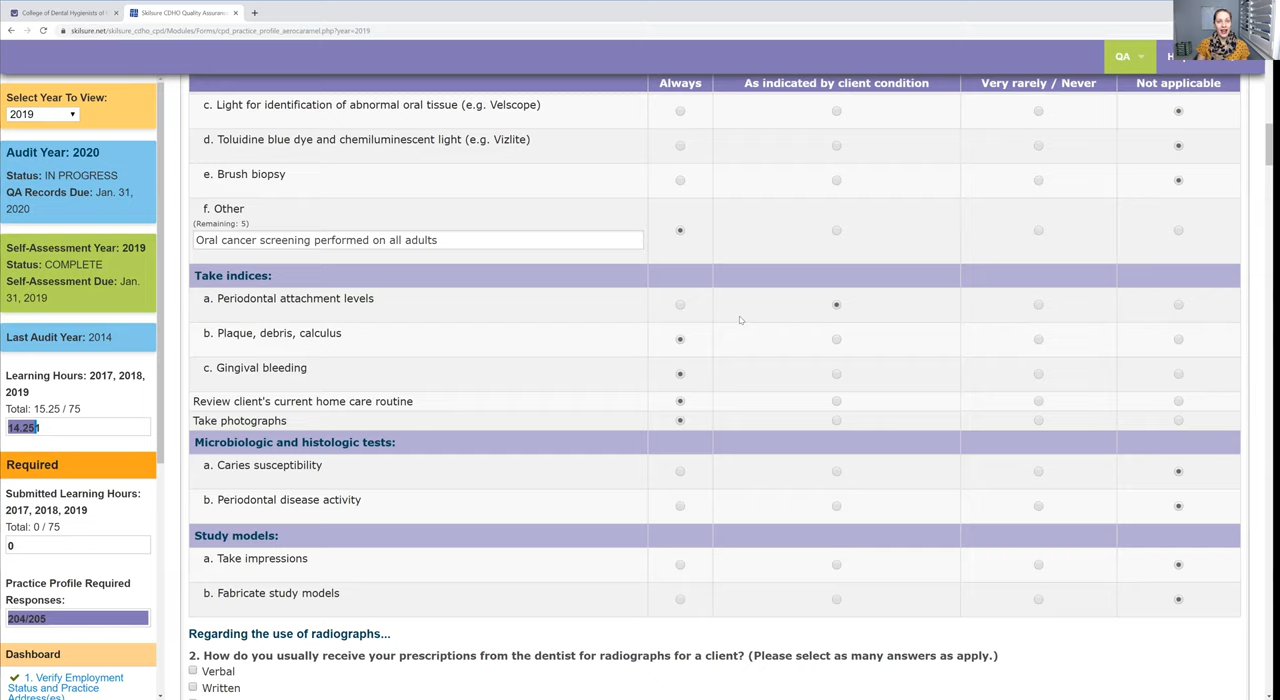 College of Dental Hygienists of
Skilsure CDHO Quality Assuranc
skilsure.net/skilsure_cdho_cpd/Modules/Forms/cpd_practice_profile_aerocaramel.php?year=2019
QA
Select Year To View:
2019
Audit Year: 2020
Status: IN PROGRESS
QA Records Due: Jan. 31,
2020
Self-Assessment Year: 2019
Status: COMPLETE
Self-Assessment Due: Jan.
31, 2019
Last Audit Year: 2014
Learning Hours: 2017, 2018,
2019
Total: 15.25 / 75
14.25
1
Required
Submitted Learning Hours:
2017, 2018, 2019
Total: 0 / 75
0
Practice Profile Required
Responses:
204/205
Dashboard
1. Verify Employment
Status and Practice
Address(es)
Always As indicated by client condition Very rarely / Never Not applicable
c. Light for identification of abnormal oral tissue (e.g. Velscope)
d. Toluidine blue dye and chemiluminescent light (e.g. Vizlite)
e. Brush biopsy
f. Other
(Remaining: 5)
Oral cancer screening performed on all adults
Take indices:
a. Periodontal attachment levels
b. Plaque, debris, calculus
c. Gingival bleeding
Review client's current home care routine
Take photographs
Microbiologic and histologic tests:
a. Caries susceptibility
b. Periodontal disease activity
Study models:
a. Take impressions
b. Fabricate study models
Regarding the use of radiographs...
2. How do you usually receive your prescriptions from the dentist for radiographs for a client? (Please select as many answers as apply.)
Verbal
Written